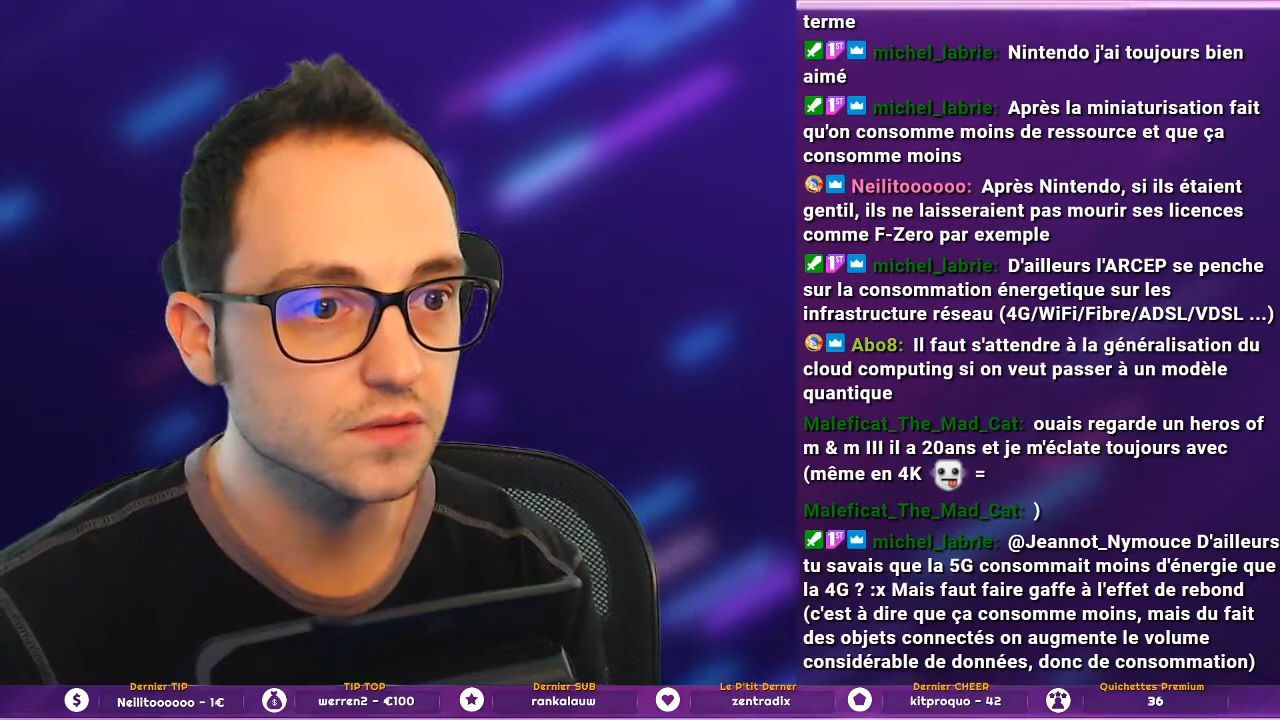 terme
1ST michel_labrie: Nintendo j'ai toujours bien
aimé
1ST michel_labrie: Après la miniaturisation fait
qu'on consomme moins de ressource et que ça
consomme moins
Neilitoooooo: Après Nintendo, si ils étaient
gentil, ils ne laisseraient pas mourir ses licences
comme F-Zero par exemple
1ST michel_labrie: D'ailleurs l'ARCEP se penche
sur la consommation énergetique sur les
infrastructure réseau (4G/WiFi/Fibre/ADSL/VDSL ...)
Abo8: Il faut s'attendre à la généralisation du
cloud computing si on veut passer à un modèle
quantique
Maleficat_The_Mad_Cat: ouais regarde un heros of
m & m III il a 20ans et je m'éclate toujours avec
(même en 4K =
Maleficat_The_Mad_Cat: )
1ST michel_labrie: @Jeannot_Nymouce D'ailleurs
tu savais que la 5G consommait moins d'énergie que
la 4G ? :x Mais faut faire gaffe à l'effet de rebond
(c'est à dire que ça consomme moins, mais du fait
des objets connectés on augmente le volume
considérable de données, donc de consommation)
Dernier TIP
Neilitoooooo - 1€
TIP TOP
werren2 - €100
Dernier SUB
rankalauw
Le P'tit Derner
zentradix
Dernier CHEER
kitproquo - 42
Quichettes Premium
36